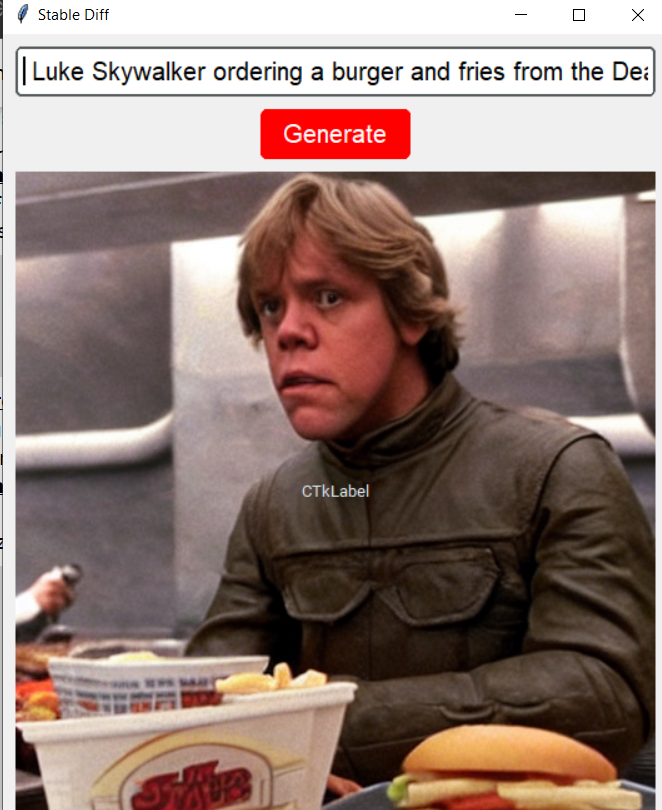 Stable Diff
Luke Skywalker ordering a burger and fries from the Dea
Generate
CTkLabel